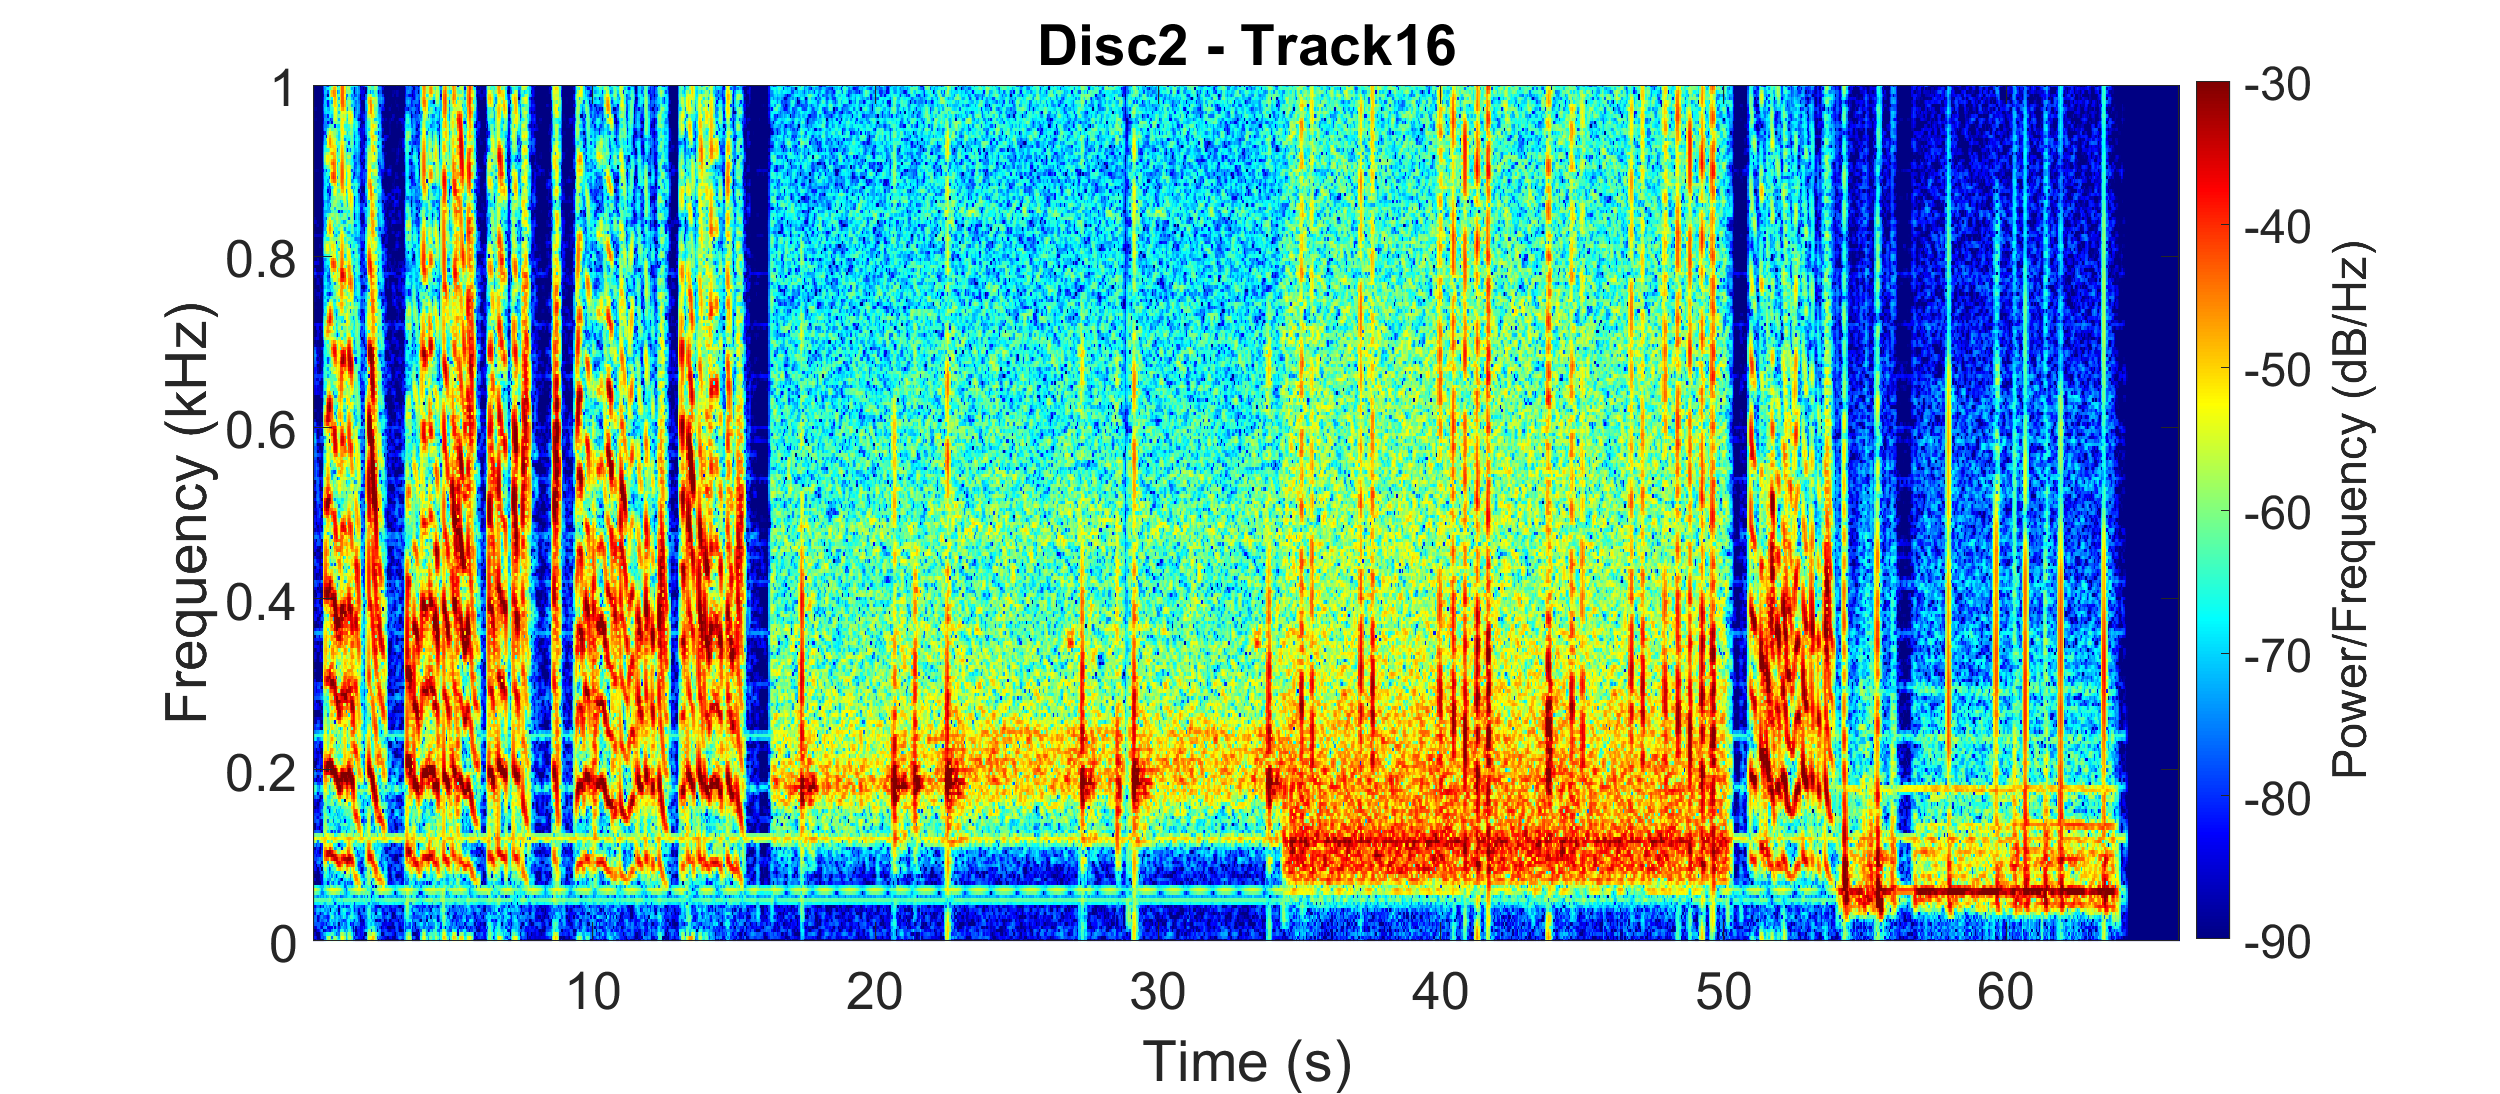 Disc2 - Track16
Frequency (kHz)
1
0.8
0.6
0.4
0.2
0
10 20 30 40 50 60
Time (s)
-30
-40
-50
-60
-70
-80
-90
Power/Frequency (dB/Hz)